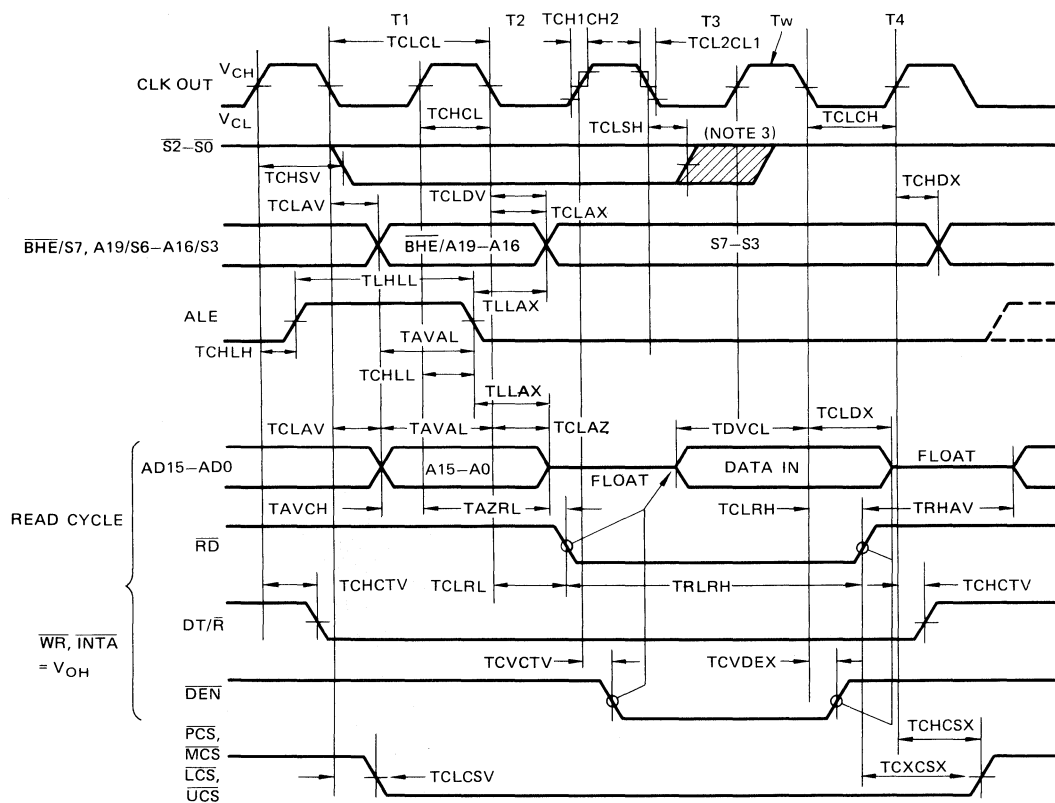 T1 T2 TCH1CH2 T3 Tw T4
TCLCL TCL2CL1
CLK OUT VCH
VCL
TCHCL TCLSH (NOTE 3) TCLCH
S2–S0
TCHSV TCLDV TCHDX
TCLAV TCLAX
BHE/S7, A19/S6–A16/S3 BHE/A19–A16 S7–S3
TLHLL
TLLAX
ALE
TCHLH TAVAL
TCHLL
TLLAX
TCLAV TAVAL TCLAZ TDVCL TCLDX
AD15–AD0 A15–A0 FLOAT DATA IN FLOAT
READ CYCLE
TAVCH TAZRL TCLRH TRHAV
RD
TCHCTV TCLRL TRLRH TCHCTV
DT/R
WR, INTA
= VOH
TCVCTV TCVDEX
DEN
PCS,
MCS
LCS,
UCS
TCHCSX
TCLCSV TCXCSX